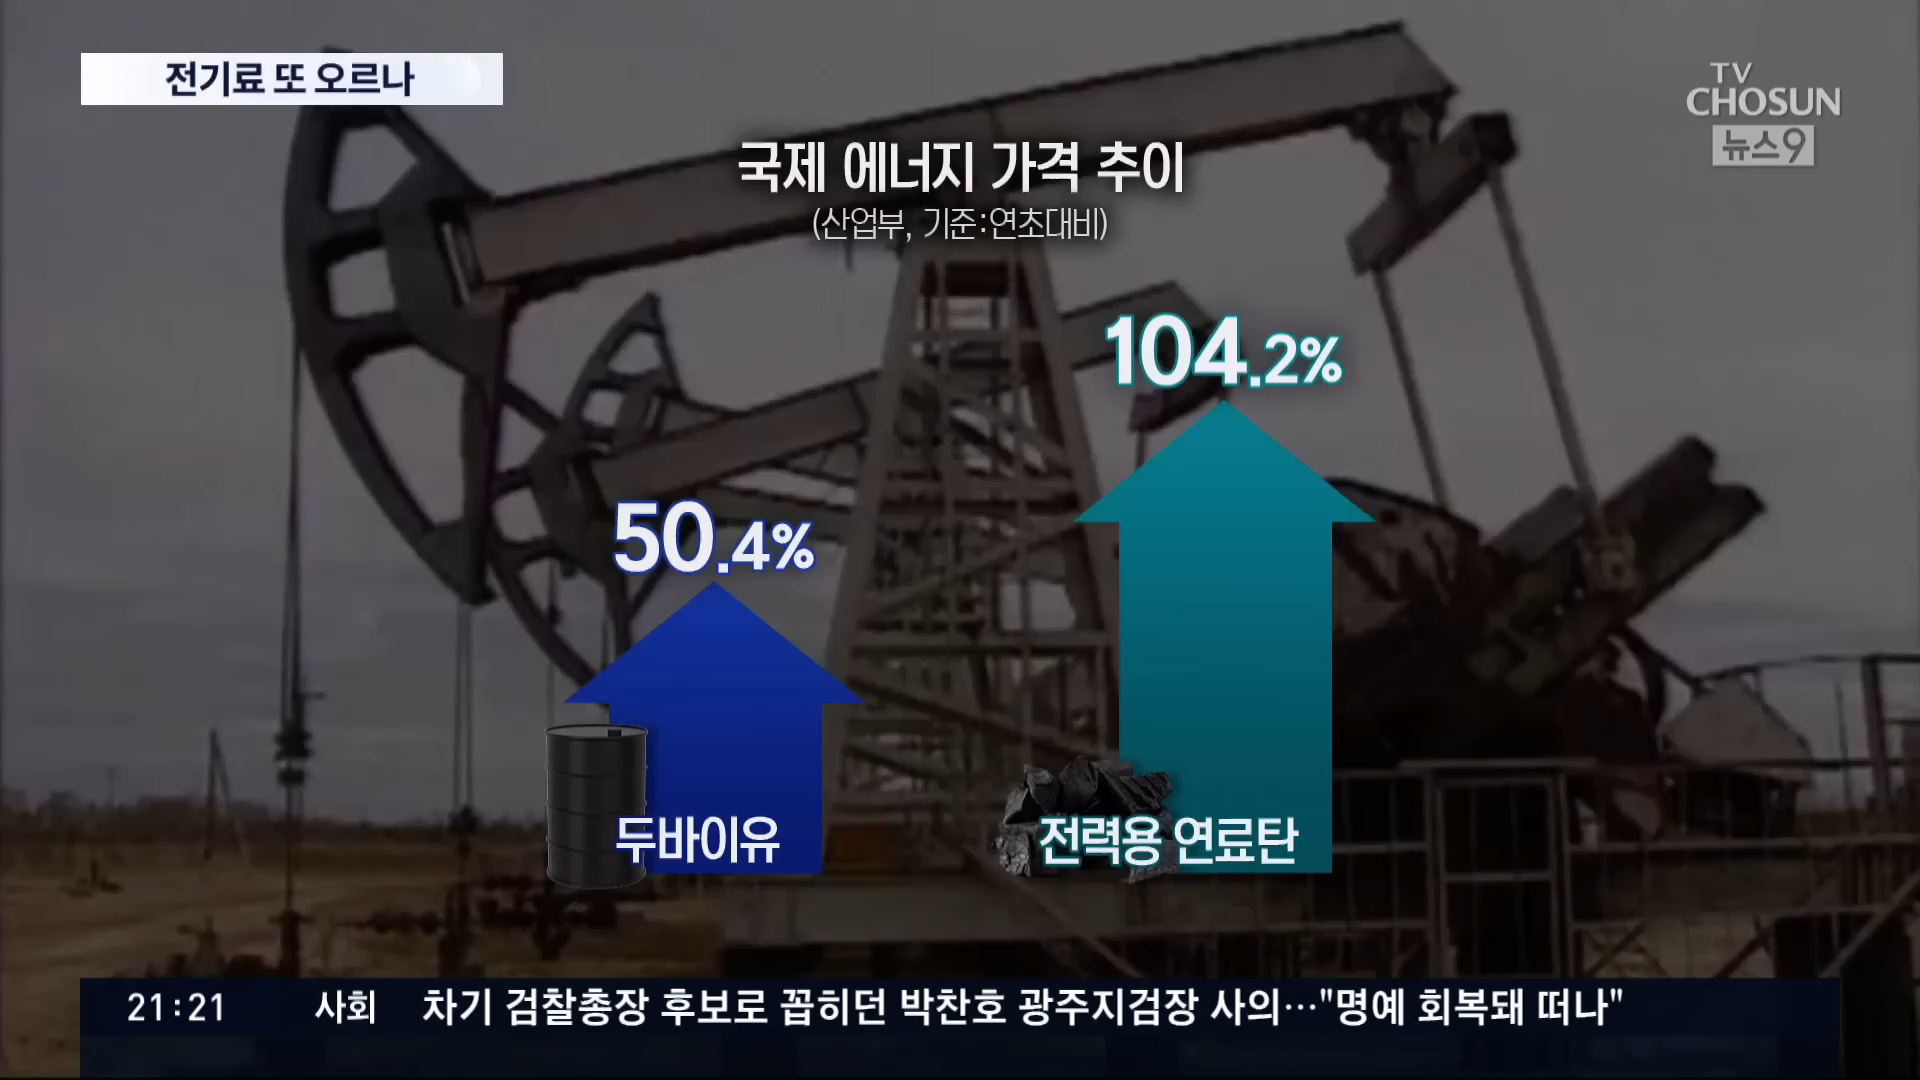 전기료 또 오르나
TV
CHOSUN
뉴스9
국제 에너지 가격 추이
(산업부, 기준:연초대비)
104.2%
50.4%
두바이유
전력용 연료탄
21:21 사회 차기 검찰총장 후보로 꼽히던 박찬호 광주지검장 사의…"명예 회복돼 떠나"